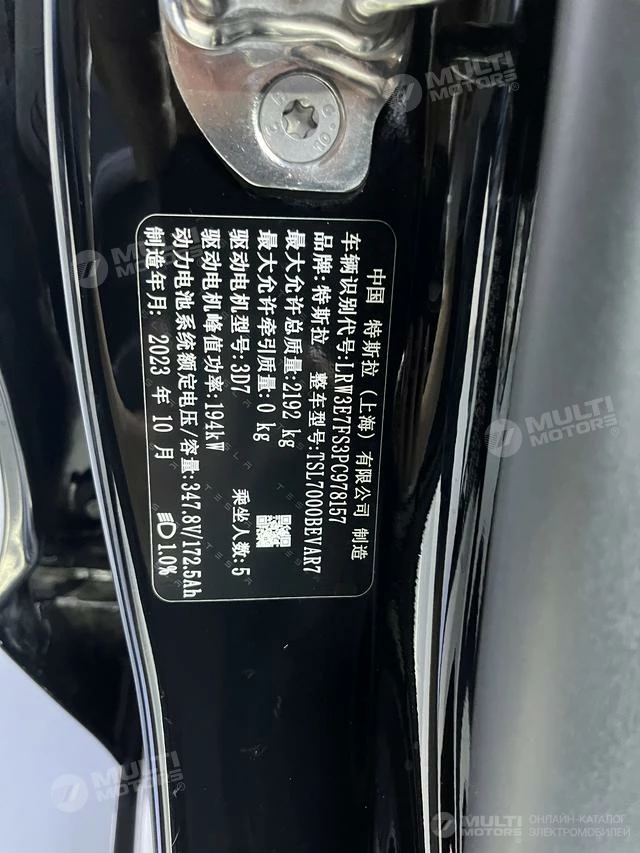 中国 特斯拉 (上海) 有限公司 制造
车辆识别代号:LRW3E7FS3PC978157
品牌:特斯拉 整车型号:TSL7000BEVAR7
最大允许总质量:2192 kg
最大允许牵引质量:0 kg 乘坐人数:5
驱动电机型号:3D7
驱动电机峰值功率:194kW
动力电池系统额定电压/容量:347.8V/172.5Ah
制造年月: 2023 年 10 月 1.0%
MULTI MOTORS
MULTI MOTORS
MULTI MOTORS
MULTI MOTORS
MULTI MOTORS
ОНЛАЙН-КАТАЛОГ
ЭЛЕКТРОМОБИЛЕЙ